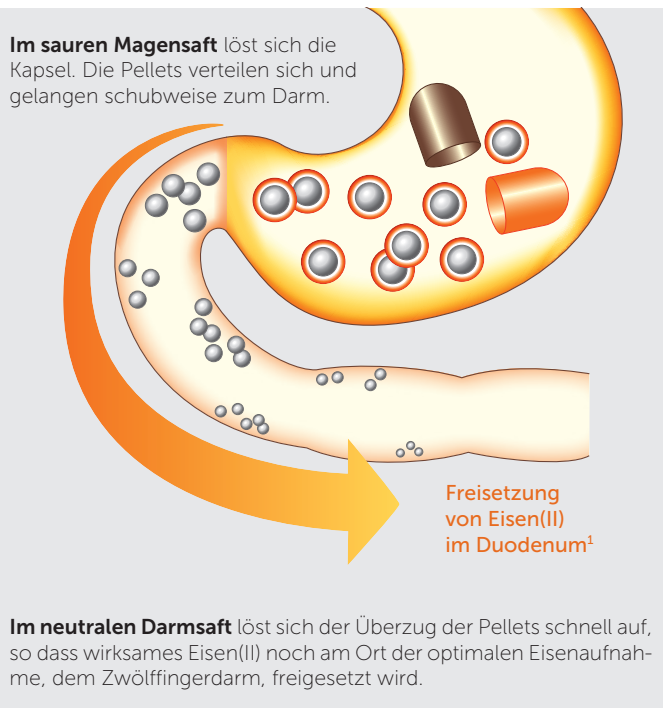 Im sauren Magensaft löst sich die
Kapsel. Die Pellets verteilen sich und
gelangen schubweise zum Darm.
Freisetzung
von Eisen(II)
im Duodenum¹
Im neutralen Darmsaft löst sich der Überzug der Pellets schnell auf,
so dass wirksames Eisen(II) noch am Ort der optimalen Eisenaufnah-
me, dem Zwölffingerdarm, freigesetzt wird.